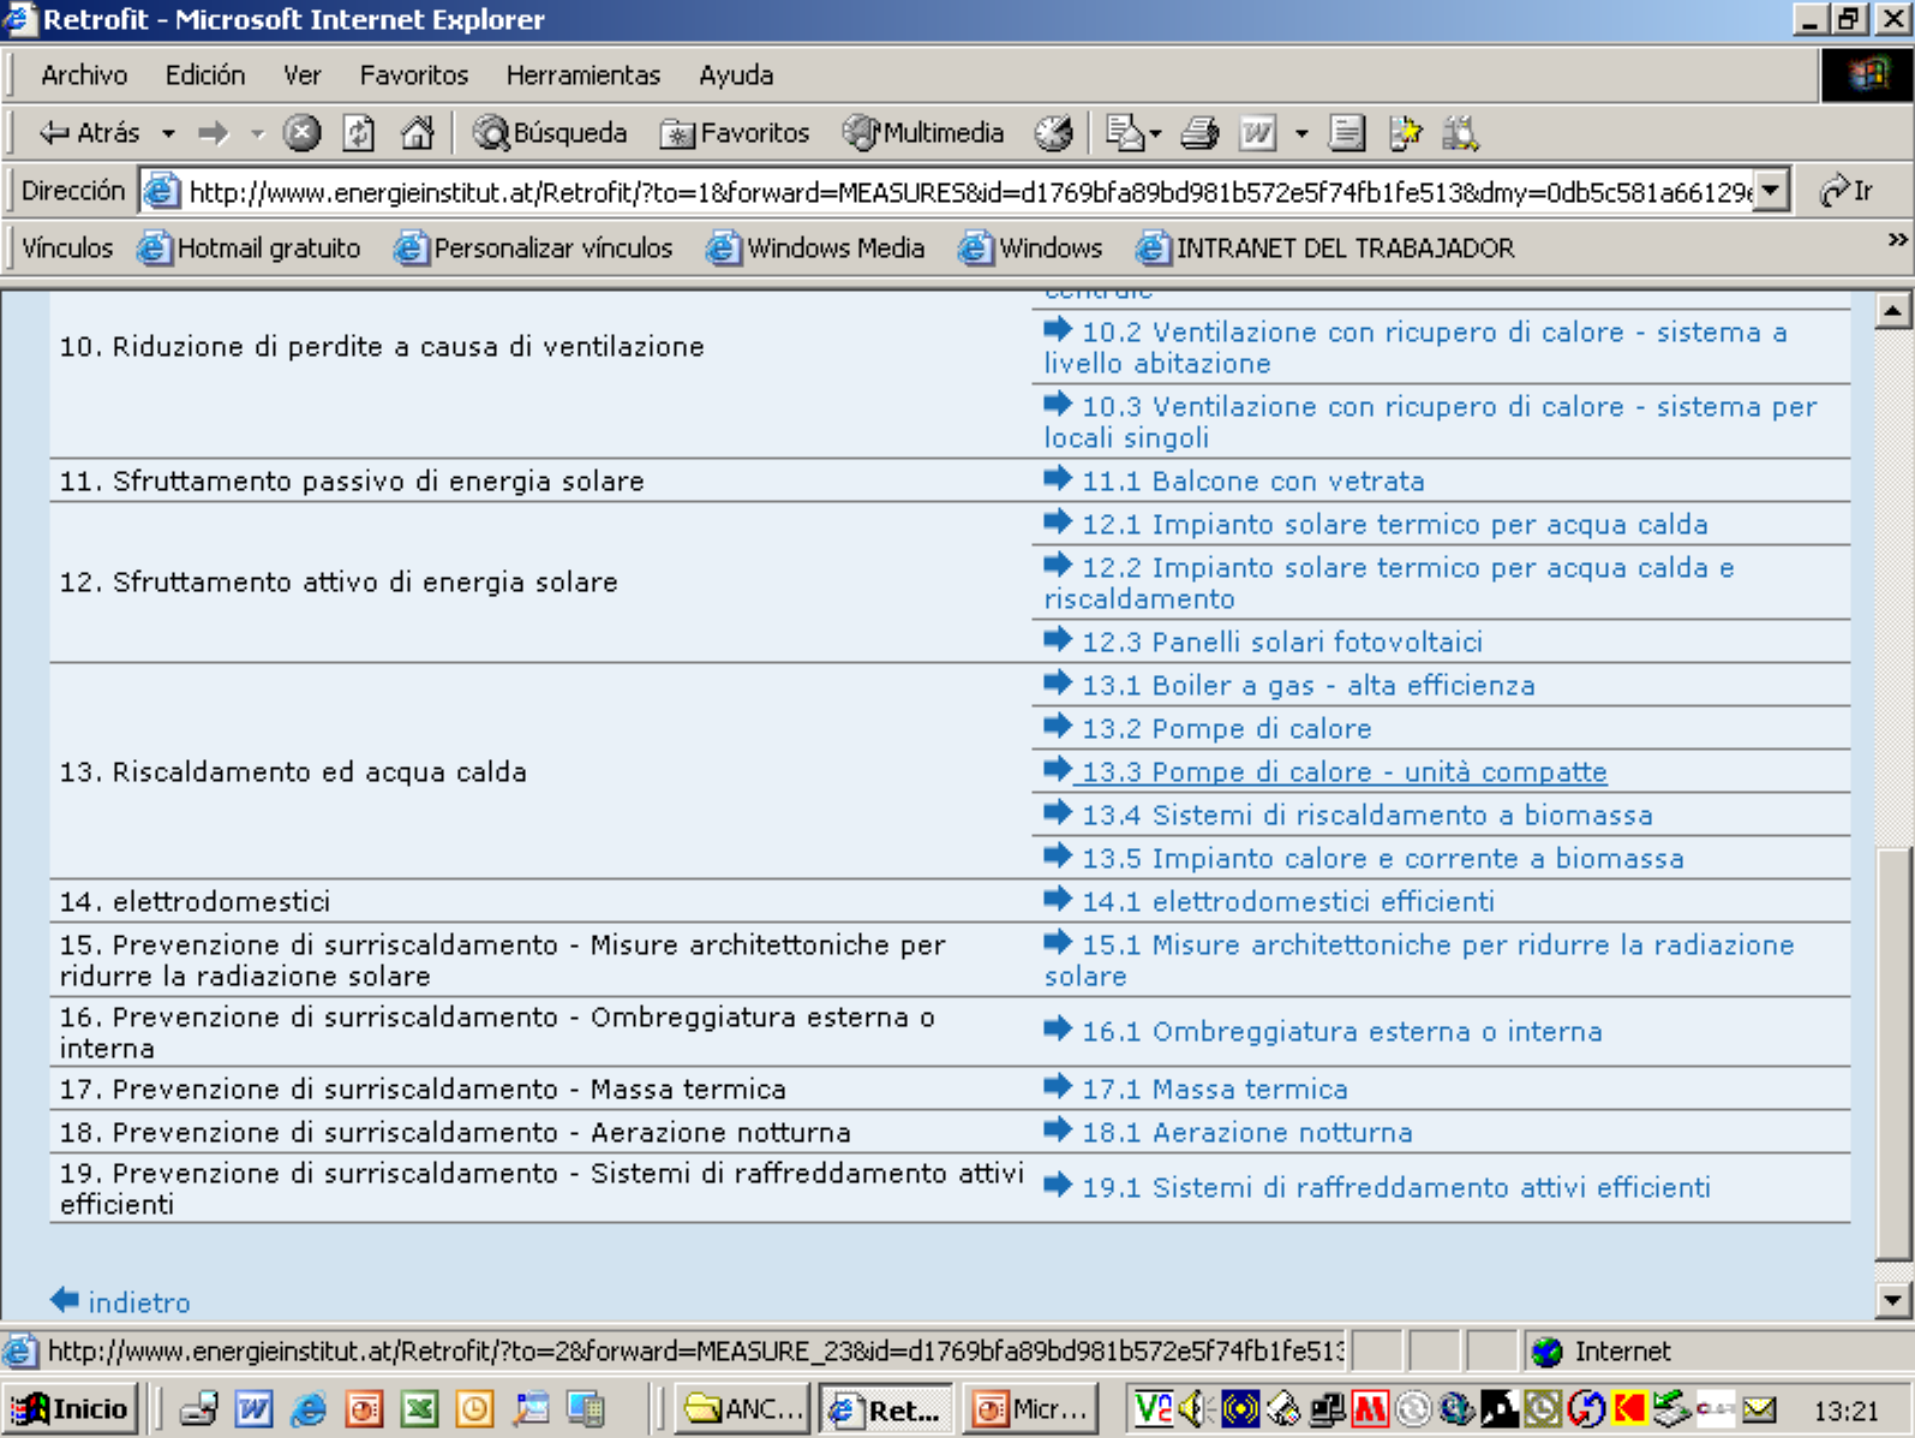 Retrofit - Microsoft Internet Explorer
Archivo Edición Ver Favoritos Herramientas Ayuda
Atrás Búsqueda Favoritos Multimedia
Dirección http://www.energieinstitut.at/Retrofit/?to=1&forward=MEASURES&id=d1769bfa89bd981b572e5f74fb1fe513&dmy=0db5c581a66129 Ir
Vínculos Hotmail gratuito Personalizar vínculos Windows Media Windows INTRANET DEL TRABAJADOR »
10. Riduzione di perdite a causa di ventilazione
10.2 Ventilazione con ricupero di calore - sistema a
livello abitazione
10.3 Ventilazione con ricupero di calore - sistema per
locali singoli
11. Sfruttamento passivo di energia solare
11.1 Balcone con vetrata
12. Sfruttamento attivo di energia solare
12.1 Impianto solare termico per acqua calda
12.2 Impianto solare termico per acqua calda e
riscaldamento
12.3 Panelli solari fotovoltaici
13. Riscaldamento ed acqua calda
13.1 Boiler a gas - alta efficienza
13.2 Pompe di calore
13.3 Pompe di calore - unità compatte
13.4 Sistemi di riscaldamento a biomassa
13.5 Impianto calore e corrente a biomassa
14. elettrodomestici
14.1 elettrodomestici efficienti
15. Prevenzione di surriscaldamento - Misure architettoniche per
ridurre la radiazione solare
15.1 Misure architettoniche per ridurre la radiazione
solare
16. Prevenzione di surriscaldamento - Ombreggiatura esterna o
interna
16.1 Ombreggiatura esterna o interna
17. Prevenzione di surriscaldamento - Massa termica
17.1 Massa termica
18. Prevenzione di surriscaldamento - Aerazione notturna
18.1 Aerazione notturna
19. Prevenzione di surriscaldamento - Sistemi di raffreddamento attivi
efficienti
19.1 Sistemi di raffreddamento attivi efficienti
indietro
http://www.energieinstitut.at/Retrofit/?to=2&forward=MEASURE_23&id=d1769bfa89bd981b572e5f74fb1fe513 Internet
Inicio ANC... Ret... Micr... 13:21